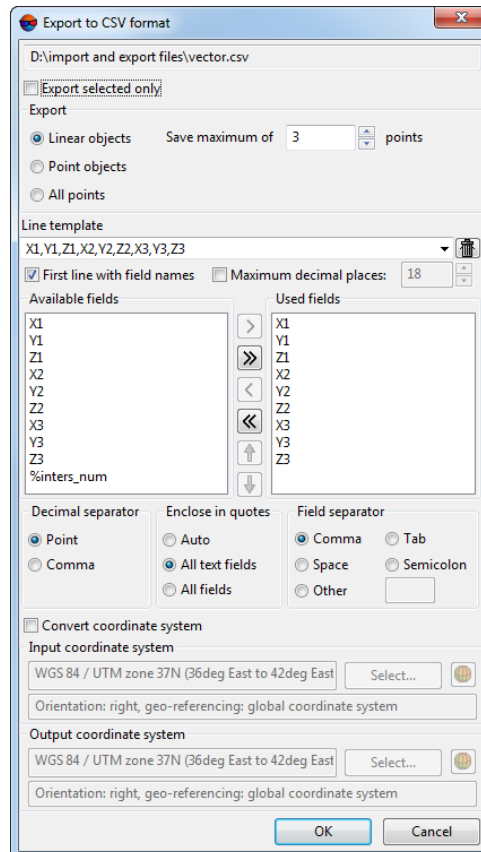 Export to CSV format
D:\import and export files\vector.csv
Export selected only
Export
Linear objects Save maximum of 3 points
Point objects
All points
Line template
X1,Y1,Z1,X2,Y2,Z2,X3,Y3,Z3
First line with field names Maximum decimal places: 18
Available fields Used fields
X1 X1
Y1 Y1
Z1 Z1
X2 X2
Y2 Y2
Z2 Z2
X3 X3
Y3 Y3
Z3 Z3
%inters_num
Decimal separator Enclose in quotes Field separator
Point Auto Comma Tab
Comma All text fields Space Semicolon
All fields Other
Convert coordinate system
Input coordinate system
WGS 84 / UTM zone 37N (36deg East to 42deg East Select...
Orientation: right, geo-referencing: global coordinate system
Output coordinate system
WGS 84 / UTM zone 37N (36deg East to 42deg East Select...
Orientation: right, geo-referencing: global coordinate system
OK Cancel